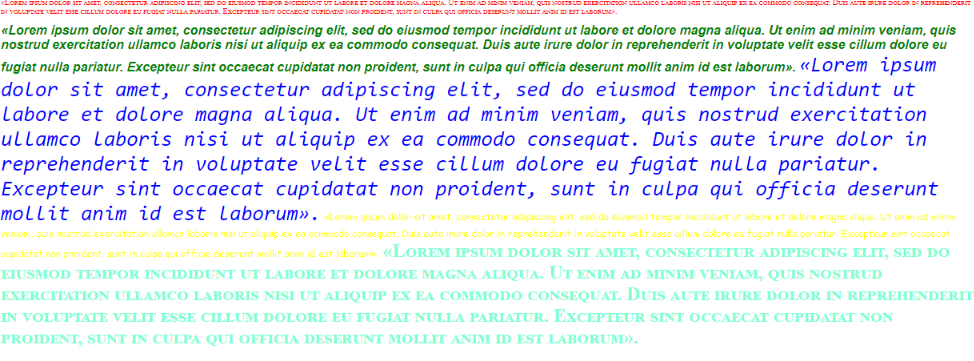 «Lorem ipsum dolor sit amet, consectetur adipiscing elit, sed do eiusmod tempor incididunt ut labore et dolore magna aliqua. Ut enim ad minim veniam, quis nostrud exercitation ullamco laboris nisi ut aliquip ex ea commodo consequat. Duis aute irure dolor in reprehenderit
in voluptate velit esse cillum dolore eu fugiat nulla pariatur. Excepteur sint occaecat cupidatat non proident, sunt in culpa qui officia deserunt mollit anim id est laborum».
«Lorem ipsum dolor sit amet, consectetur adipiscing elit, sed do eiusmod tempor incididunt ut labore et dolore magna aliqua. Ut enim ad minim veniam, quis
nostrud exercitation ullamco laboris nisi ut aliquip ex ea commodo consequat. Duis aute irure dolor in reprehenderit in voluptate velit esse cillum dolore eu
fugiat nulla pariatur. Excepteur sint occaecat cupidatat non proident, sunt in culpa qui officia deserunt mollit anim id est laborum». «Lorem ipsum
dolor sit amet, consectetur adipiscing elit, sed do eiusmod tempor incididunt ut
labore et dolore magna aliqua. Ut enim ad minim veniam, quis nostrud exercitation
ullamco laboris nisi ut aliquip ex ea commodo consequat. Duis aute irure dolor in
reprehenderit in voluptate velit esse cillum dolore eu fugiat nulla pariatur.
Excepteur sint occaecat cupidatat non proident, sunt in culpa qui officia deserunt
mollit anim id est laborum». «Lorem ipsum dolor sit amet, consectetur adipiscing elit, sed do eiusmod tempor incididunt ut labore et dolore magna aliqua. Ut enim ad minim
veniam, quis nostrud exercitation ullamco laboris nisi ut aliquip ex ea commodo consequat. Duis aute irure dolor in reprehenderit in voluptate velit esse cillum dolore eu fugiat nulla pariatur. Excepteur sint occaecat
cupidatat non proident, sunt in culpa qui officia deserunt mollit anim id est laborum». «Lorem ipsum dolor sit amet, consectetur adipiscing elit, sed do
eiusmod tempor incididunt ut labore et dolore magna aliqua. Ut enim ad minim veniam, quis nostrud
exercitation ullamco laboris nisi ut aliquip ex ea commodo consequat. Duis aute irure dolor in reprehenderit
in voluptate velit esse cillum dolore eu fugiat nulla pariatur. Excepteur sint occaecat cupidatat non
proident, sunt in culpa qui officia deserunt mollit anim id est laborum».